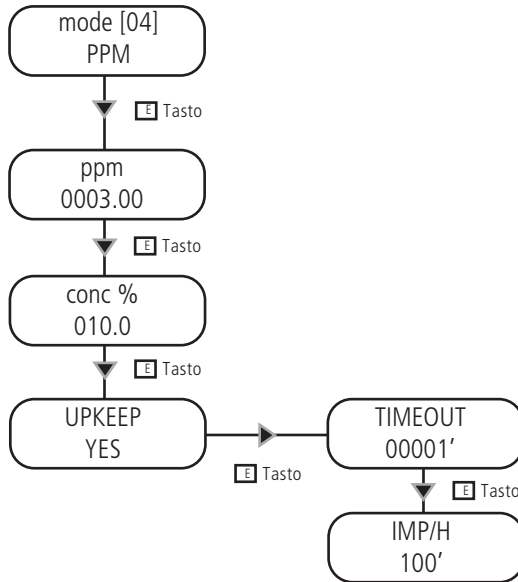 mode [04]
PPM
E Tasto
ppm
0003.00
E Tasto
conc %
010.0
E Tasto
UPKEEP
YES
E Tasto
TIMEOUT
00001’
E Tasto
IMP/H
100’